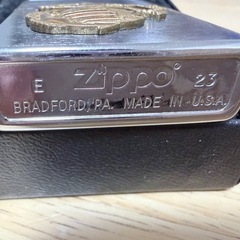 E Zippo 23
BRADFORD, PA. MADE IN U.S.A.